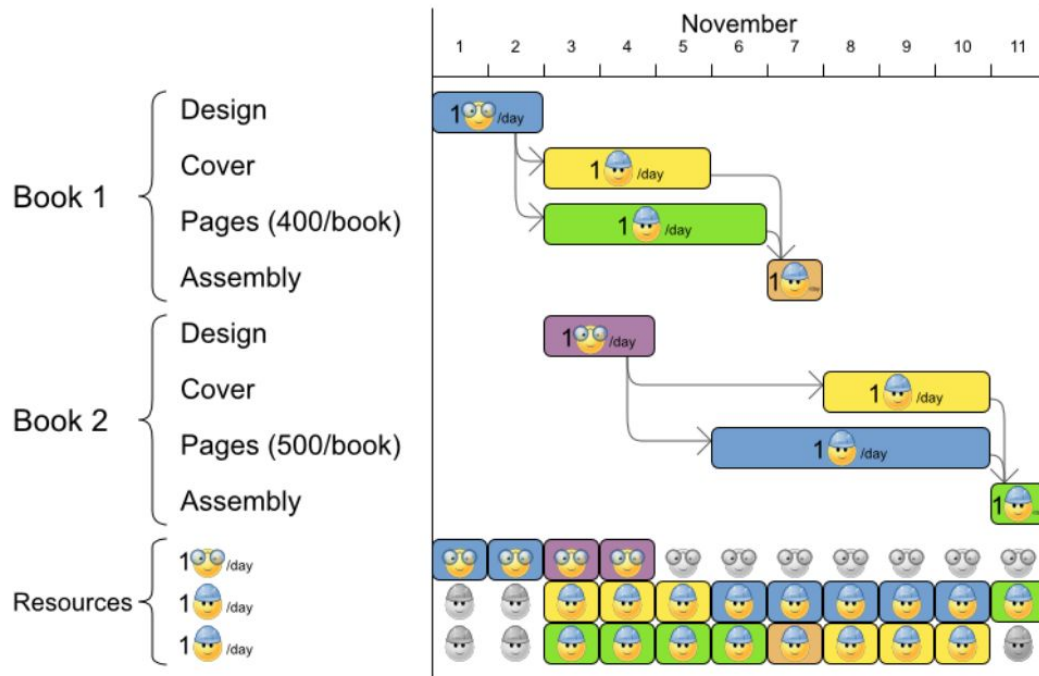 November
1 2 3 4 5 6 7 8 9 10 11
Book 1
Design
1 /day
Cover
1 /day
Pages (400/book)
1 /day
Assembly
1 /day
Book 2
Design
1 /day
Cover
1 /day
Pages (500/book)
1 /day
Assembly
1
Resources
1 /day
1 /day
1 /day